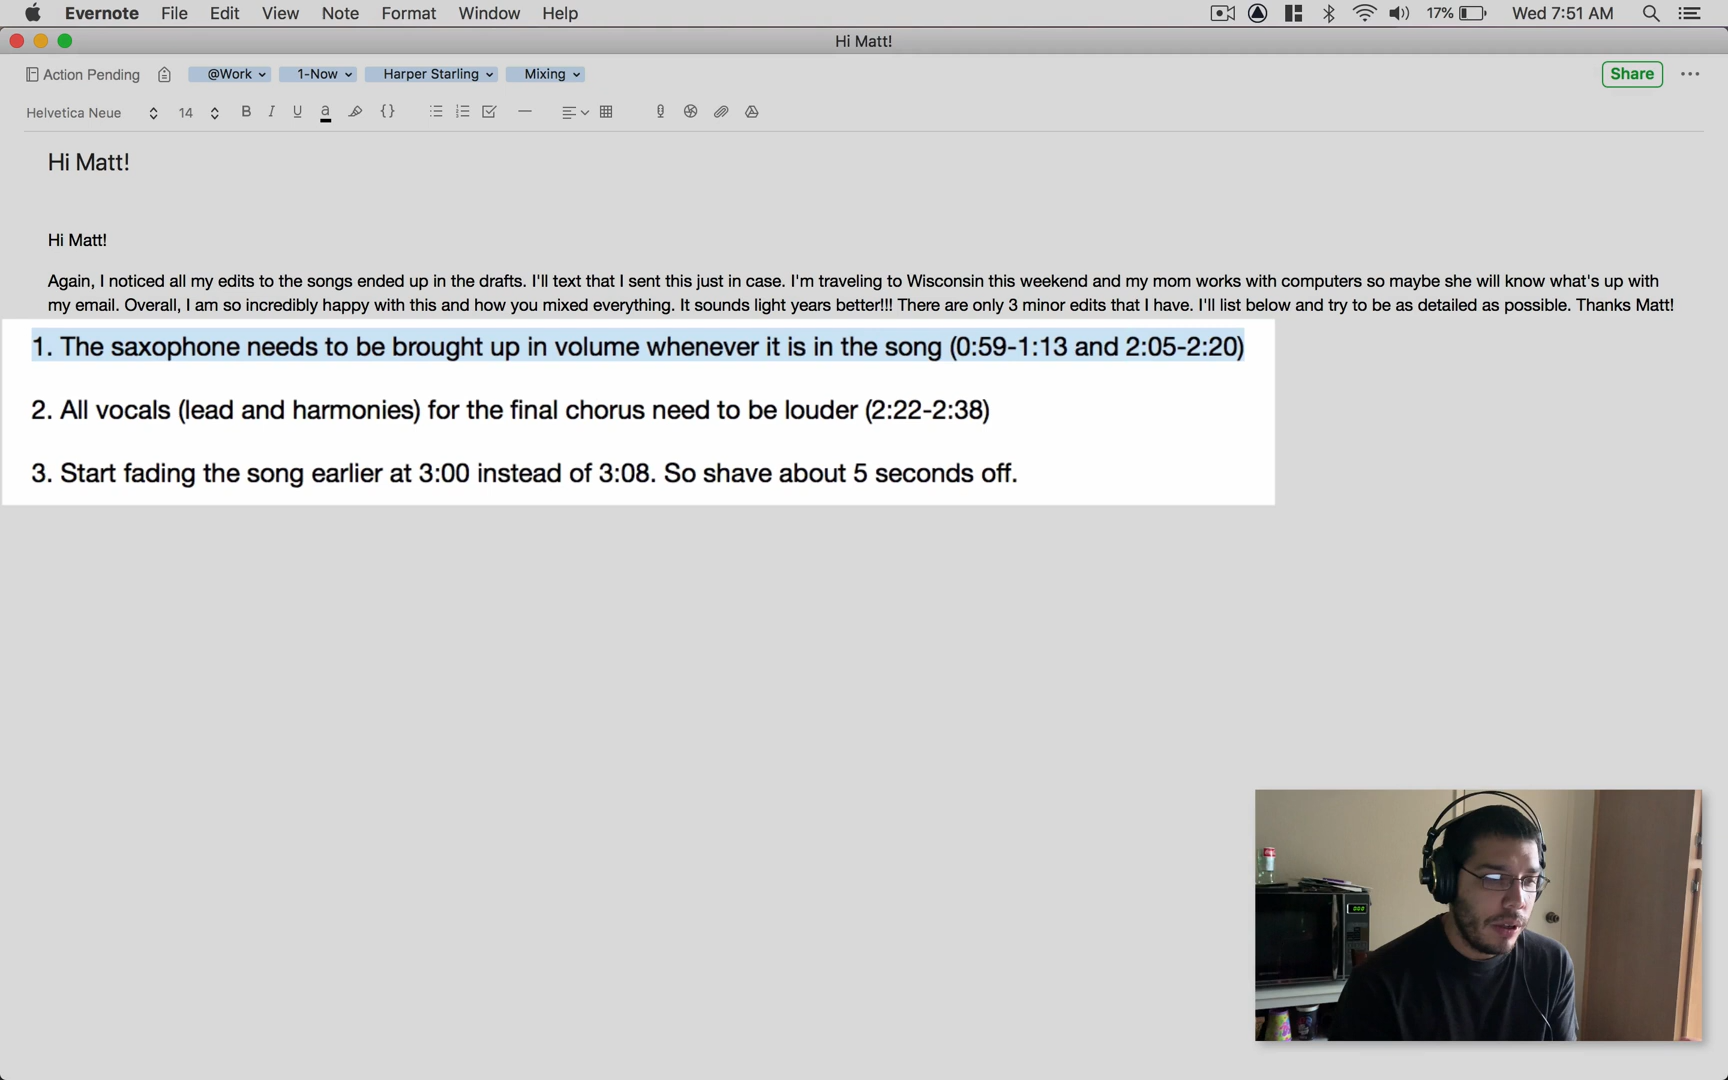 Evernote File Edit View Note Format Window Help 17% Wed 7:51 AM
Hi Matt!
Action Pending @Work 1-Now Harper Starling Mixing Share
Helvetica Neue 14 B I U a {}
Hi Matt!
Hi Matt!
Again, I noticed all my edits to the songs ended up in the drafts. I'll text that I sent this just in case. I'm traveling to Wisconsin this weekend and my mom works with computers so maybe she will know what's up with
my email. Overall, I am so incredibly happy with this and how you mixed everything. It sounds light years better!!! There are only 3 minor edits that I have. I'll list below and try to be as detailed as possible. Thanks Matt!
1. The saxophone needs to be brought up in volume whenever it is in the song (0:59-1:13 and 2:05-2:20)
2. All vocals (lead and harmonies) for the final chorus need to be louder (2:22-2:38)
3. Start fading the song earlier at 3:00 instead of 3:08. So shave about 5 seconds off.